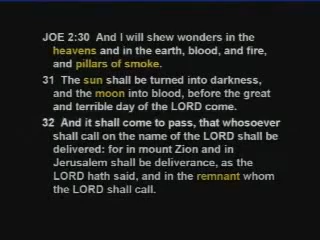 JOE 2:30 And I will shew wonders in the
heavens and in the earth, blood, and fire,
and pillars of smoke.
31 The sun shall be turned into darkness,
and the moon into blood, before the great
and terrible day of the LORD come.
32 And it shall come to pass, that whosoever
shall call on the name of the LORD shall be
delivered: for in mount Zion and in
Jerusalem shall be deliverance, as the
LORD hath said, and in the remnant whom
the LORD shall call.